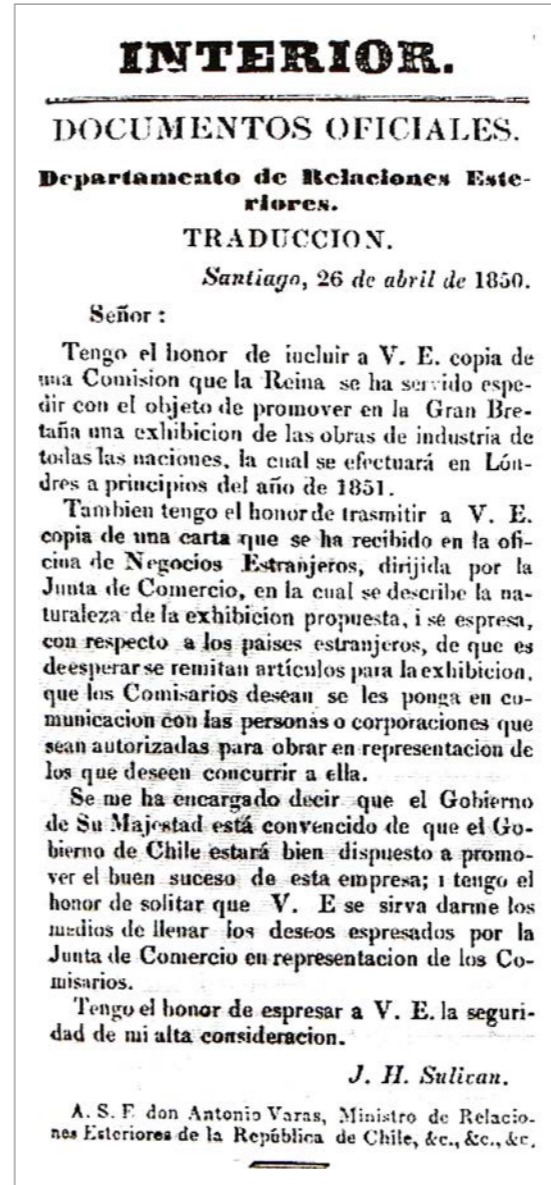 INTERIOR.
DOCUMENTOS OFICIALES.
Departamento de Relaciones Este-
riores.
TRADUCCION.
Santiago, 26 de abril de 1850.
Señor:
Tengo el honor de incluir a V. E. copia de
una Comision que la Reina se ha servido espe-
dir con el objeto de promover en la Gran Bre-
taña una exhibicion de las obras de industria de
todas las naciones, la cual se efectuará en Lón-
dres a principios del año de 1851.
Tambien tengo el honor de trasmitir a V. E.
copia de una carta que se ha recibido en la ofi-
cina de Negocios Estranjeros, dirijida por la
Junta de Comercio, en la cual se describe la na-
turaleza de la exhibicion propuesta, i se espresa,
con respecto a los paises estranjeros, de que es
de esperar se remitan artículos para la exhibicion,
que los Comisarios desean se les ponga en co-
municacion con las personas o corporaciones que
sean autorizadas para obrar en representacion de
los que deseen concurrir a ella.
Se me ha encargado decir que el Gobierno
de Su Majestad está convencido de que el Go-
bierno de Chile estará bien dispuesto a promo-
ver el buen suceso de esta empresa; i tengo el
honor de solitar que V. E se sirva darme los
medios de llenar los deseos espresados por la
Junta de Comercio en representacion de los Co-
misarios.
Tengo el honor de espresar a V. E. la seguri-
dad de mi alta consideracion.
J. H. Sulivan.
A. S. E. don Antonio Varas, Ministro de Relacio-
nes Esteriores de la República de Chile, &c., &c., &c.